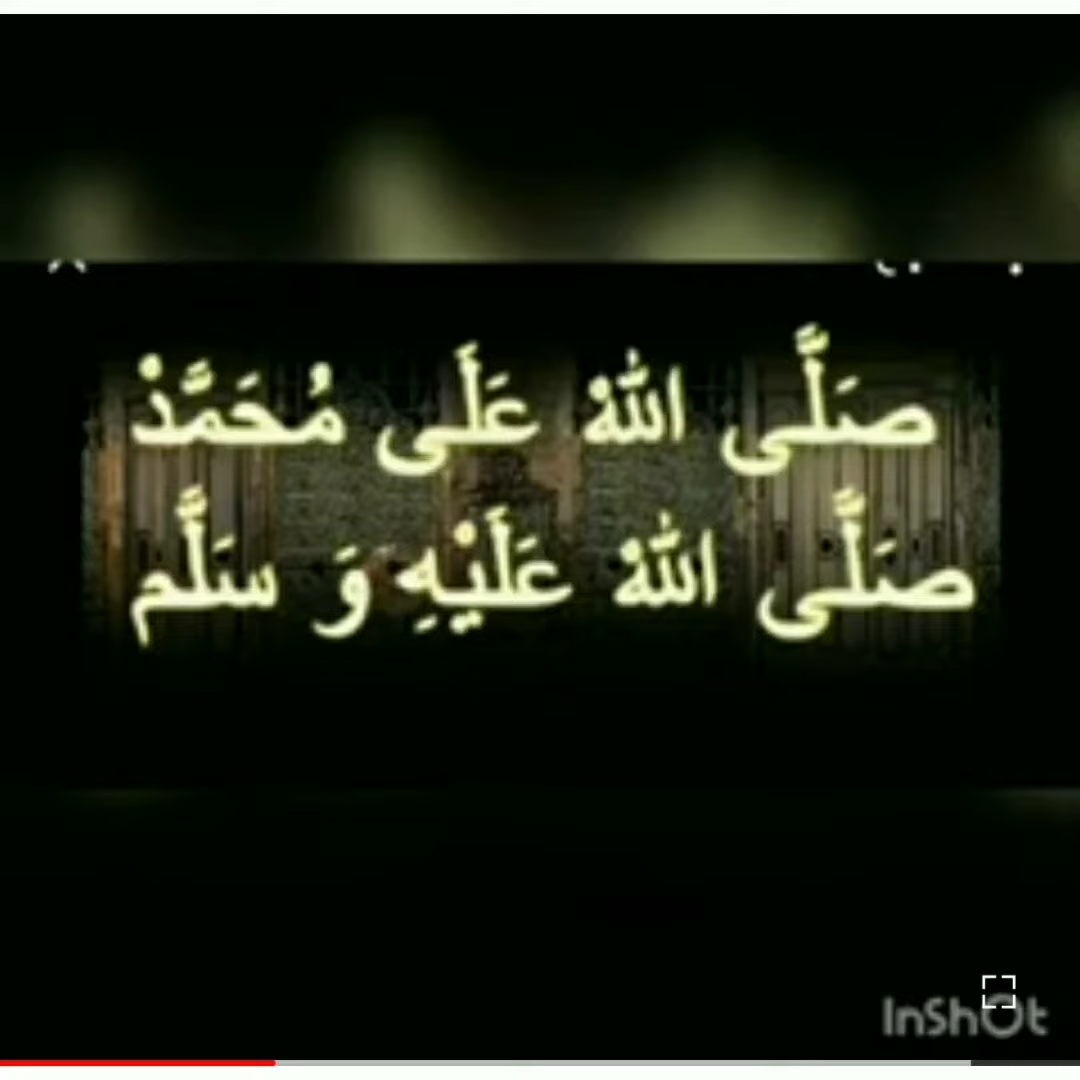 صَلَّى اللهُ عَلَى مُحَمَّدْ
صَلَّى اللهُ عَلَيْهِ وَ سَلَّم
InShOt